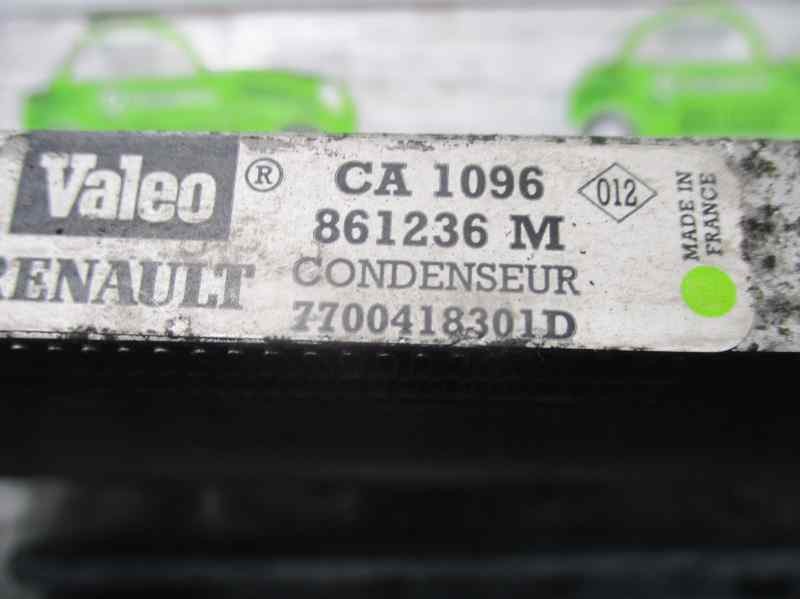 Valeo ® CA 1096 012
861236 M
RENAULT CONDENSEUR
7700418301D
MADE IN
FRANCE